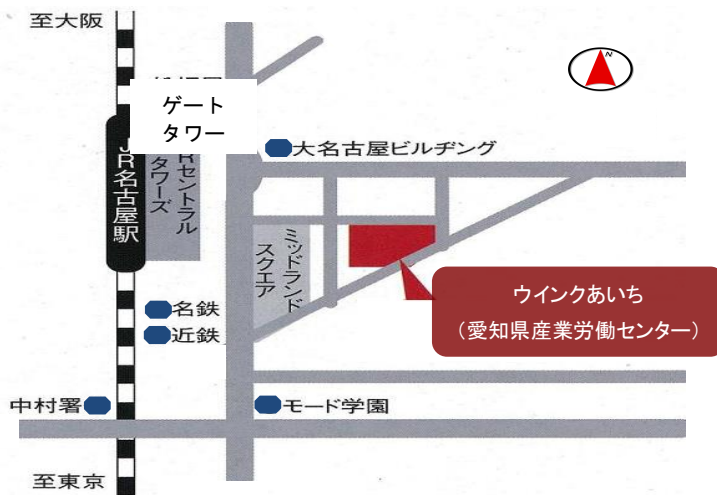 至大阪
N
ゲート
タワー
大名古屋ビルヂング
JR名古屋駅
Rセントラル
タワーズ
ミッドランド
スクエア
ウインクあいち
（愛知県産業労働センター）
名鉄
近鉄
中村署
モード学園
至東京